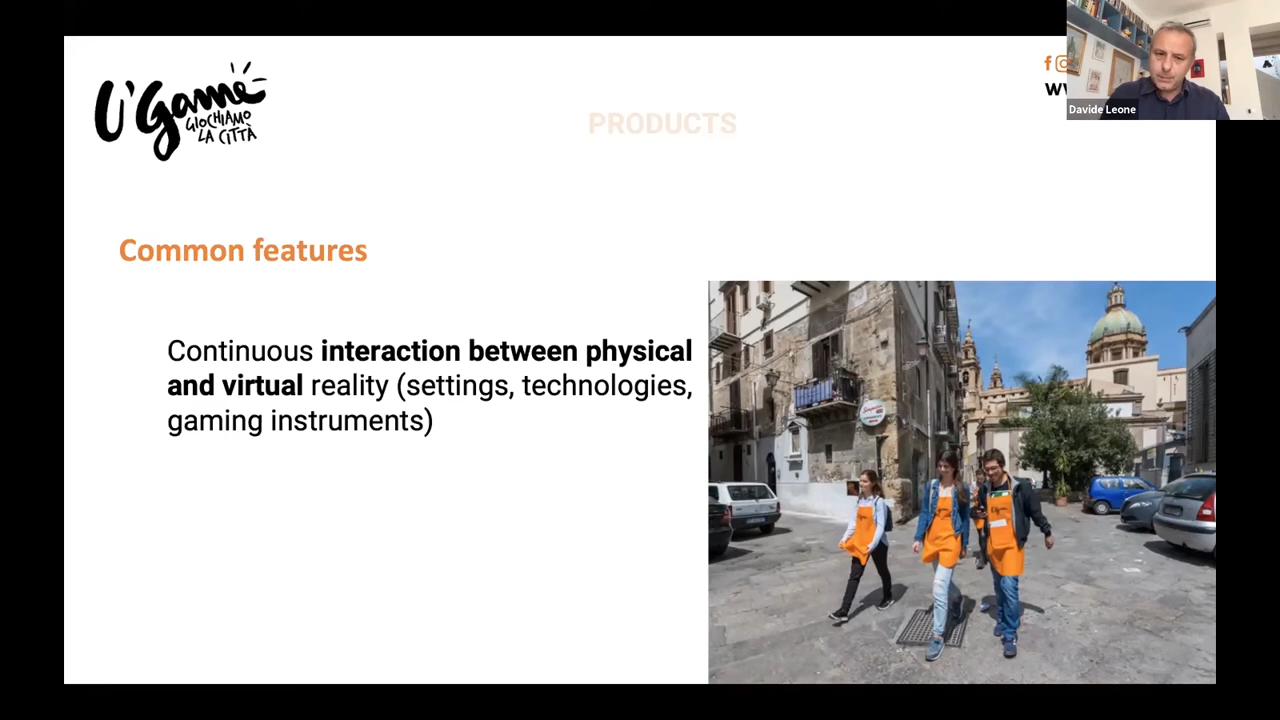 U'Game
GIOCHIAMO
LA CITTÀ
PRODUCTS
f
Davide Leone
Common features
Continuous interaction between physical
and virtual reality (settings, technologies,
gaming instruments)